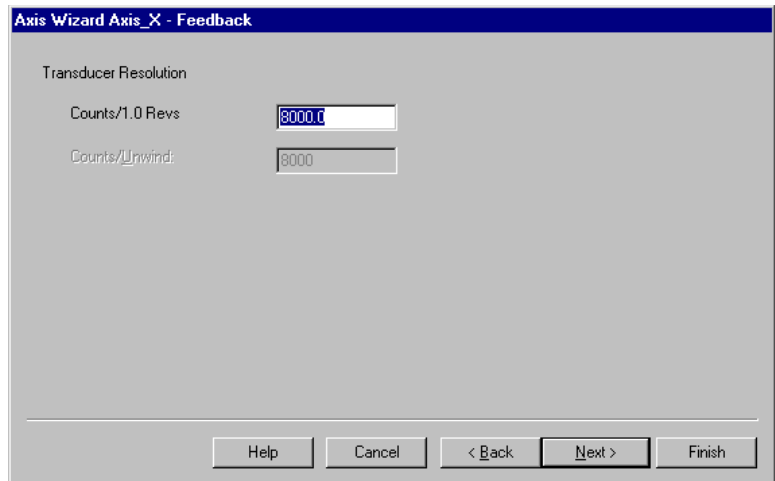 Axis Wizard Axis_X - Feedback
Transducer Resolution
Counts/1.0 Revs 8000.0
Counts/Unwind: 8000
Help Cancel < Back Next > Finish